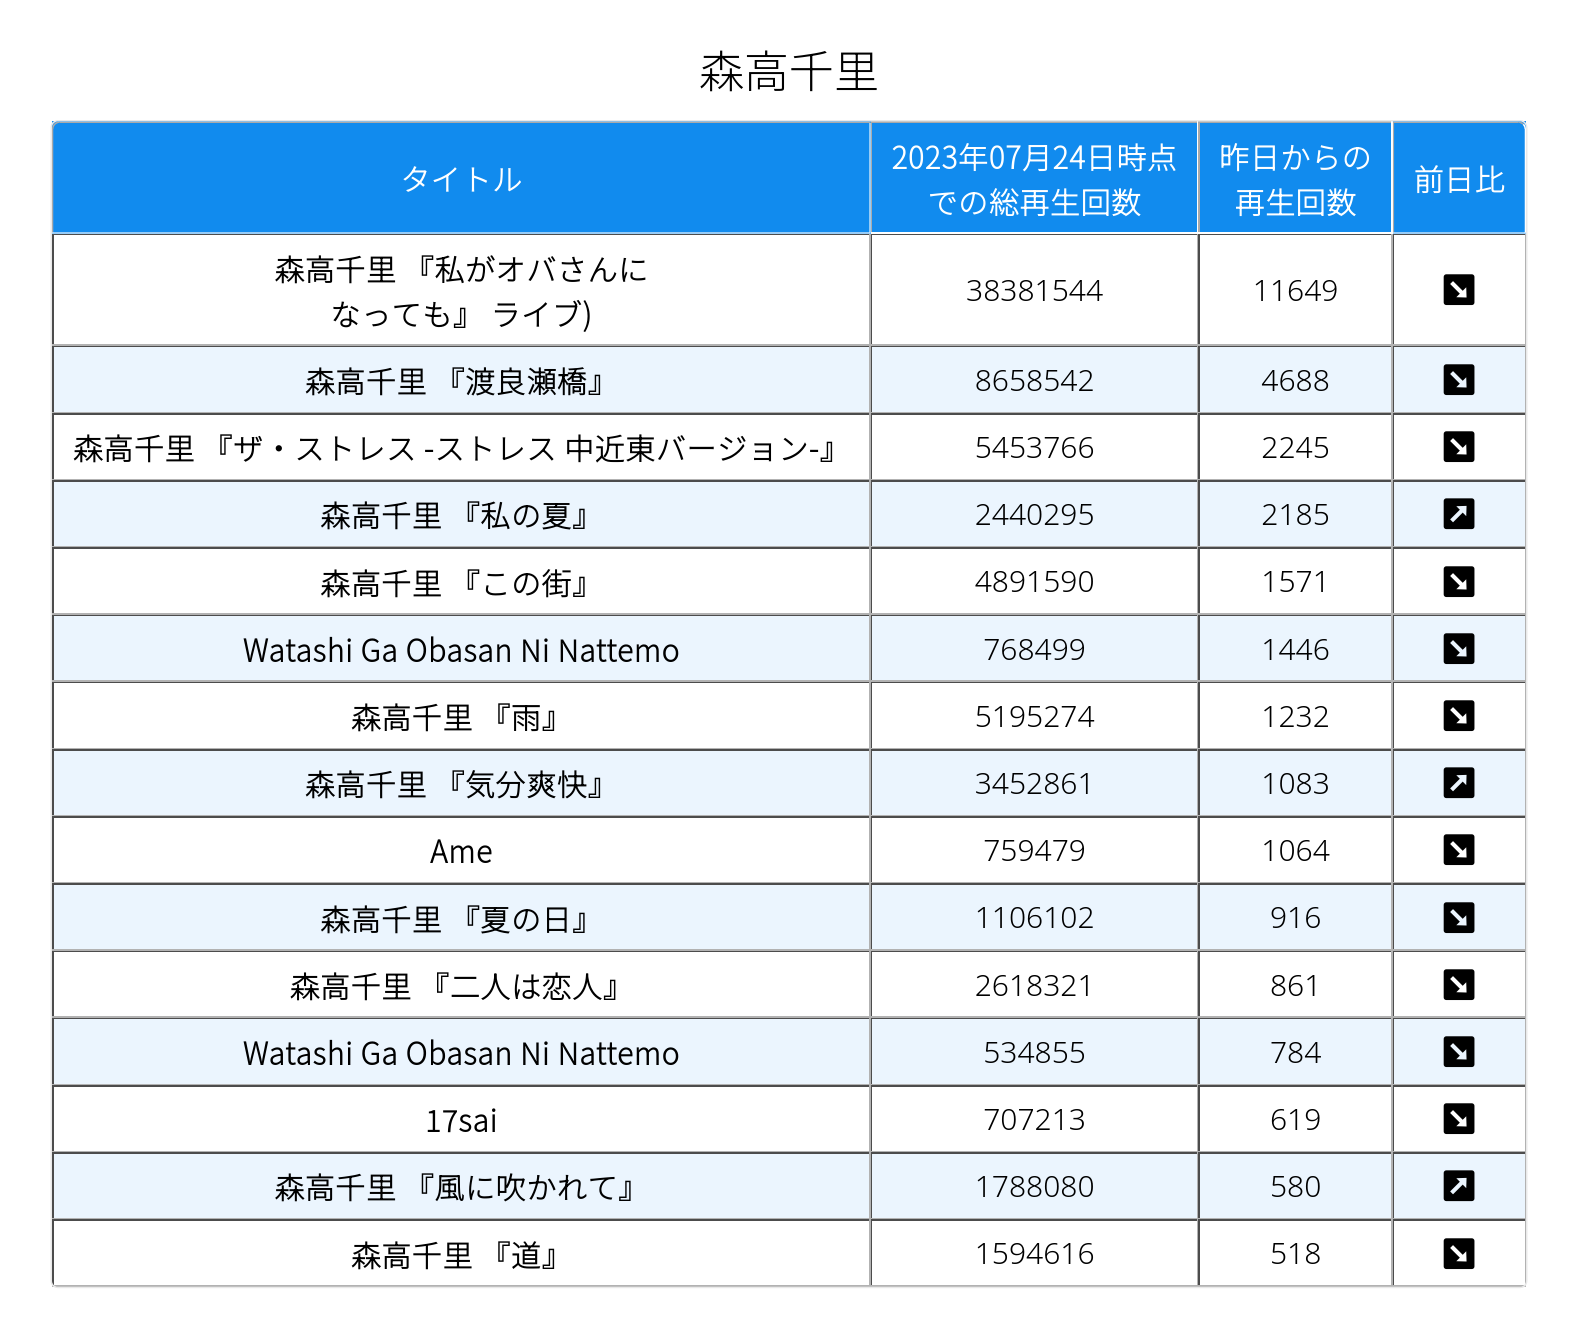 森高千里
タイトル
2023年07月24日時点
での総再生回数
昨日からの
再生回数
前日比
森高千里 『私がオバさんに
なっても』 ライブ)
38381544
11649
森高千里 『渡良瀬橋』
8658542
4688
森高千里 『ザ・ストレス -ストレス 中近東バージョン-』
5453766
2245
森高千里 『私の夏』
2440295
2185
森高千里 『この街』
4891590
1571
Watashi Ga Obasan Ni Nattemo
768499
1446
森高千里 『雨』
5195274
1232
森高千里 『気分爽快』
3452861
1083
Ame
759479
1064
森高千里 『夏の日』
1106102
916
森高千里 『二人は恋人』
2618321
861
Watashi Ga Obasan Ni Nattemo
534855
784
17sai
707213
619
森高千里 『風に吹かれて』
1788080
580
森高千里 『道』
1594616
518